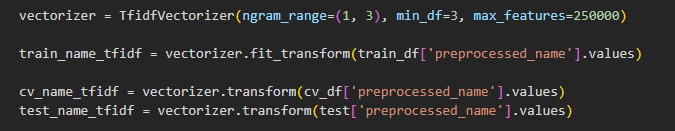 vectorizer = TfidfVectorizer(ngram_range=(1, 3), min_df=3, max_features=250000)
train_name_tfidf = vectorizer.fit_transform(train_df['preprocessed_name'].values)
cv_name_tfidf = vectorizer.transform(cv_df['preprocessed_name'].values)
test_name_tfidf = vectorizer.transform(test['preprocessed_name'].values)